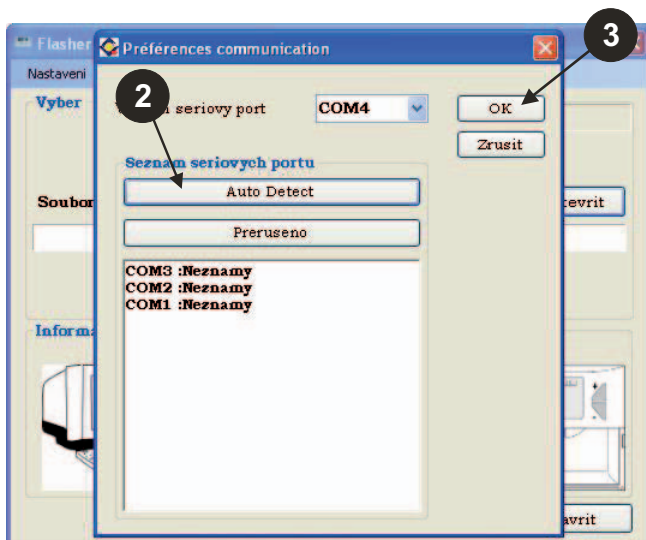 Flasher
Préférences communication
3
Nastaveni
Vyber
2
seriovy port
COM4
OK
Zrusit
Seznam seriovych portu
Auto Detect
Soubor
evrit
Preruseno
COM3 :Neznamy
COM2 :Neznamy
COM1 :Neznamy
Informa
avrit